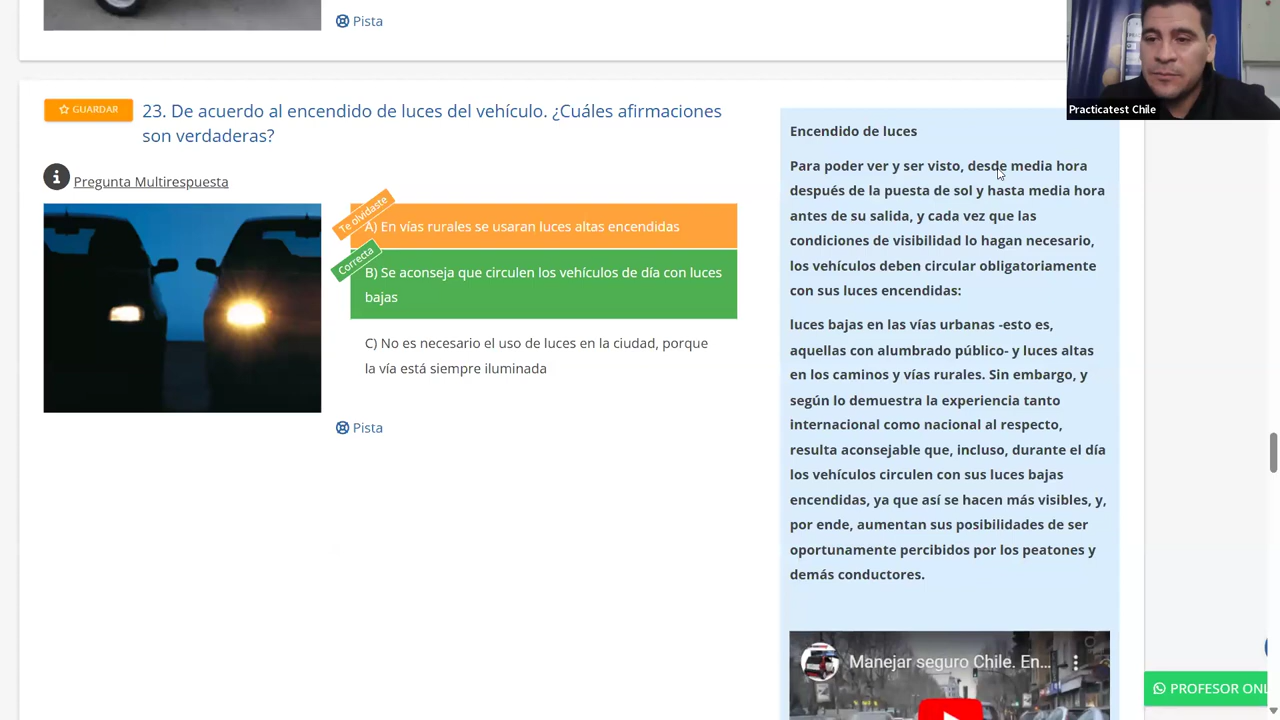 Pista
Practicatest Chile
GUARDAR
23. De acuerdo al encendido de luces del vehículo. ¿Cuáles afirmaciones
son verdaderas?
Pregunta Multirespuesta
Te olvidaste
A) En vías rurales se usaran luces altas encendidas
Correcta
B) Se aconseja que circulen los vehículos de día con luces
bajas
C) No es necesario el uso de luces en la ciudad, porque
la vía está siempre iluminada
Pista
Encendido de luces
Para poder ver y ser visto, desde media hora
después de la puesta de sol y hasta media hora
antes de su salida, y cada vez que las
condiciones de visibilidad lo hagan necesario,
los vehículos deben circular obligatoriamente
con sus luces encendidas:
luces bajas en las vías urbanas -esto es,
aquellas con alumbrado público- y luces altas
en los caminos y vías rurales. Sin embargo, y
según lo demuestra la experiencia tanto
internacional como nacional al respecto,
resulta aconsejable que, incluso, durante el día
los vehículos circulen con sus luces bajas
encendidas, ya que así se hacen más visibles, y,
por ende, aumentan sus posibilidades de ser
oportunamente percibidos por los peatones y
demás conductores.
Manejar seguro Chile. En...
PROFESOR ONL